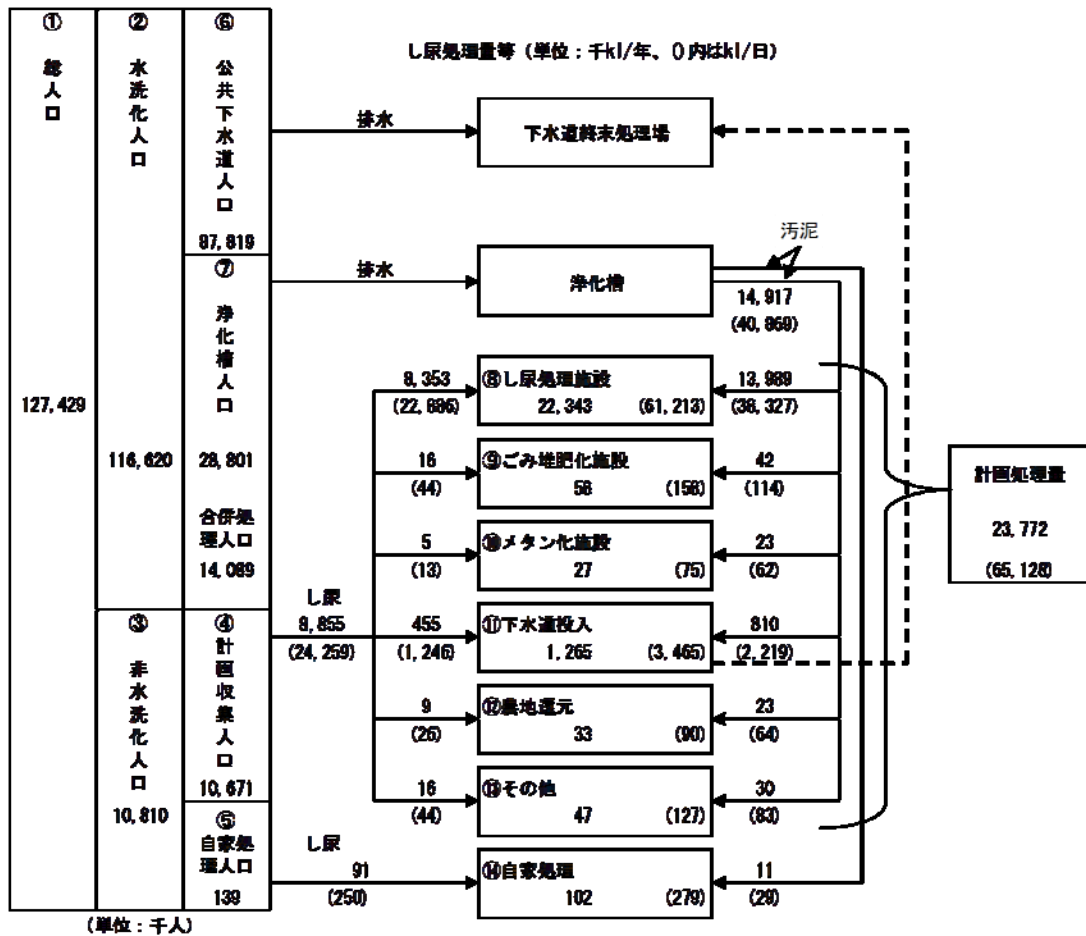 ①
総人口
127,429
②
水洗化人口
116,620
③
非水洗化人口
10,810
⑥
公共下水道人口
87,819
⑦
浄化槽人口
28,801
合併処
理人口
14,089
④
計画収集人口
10,671
⑤
自家処
理人口
139
(単位:千人)
し尿処理量等(単位:千kl/年、()内はkl/日)
排水
下水道終末処理場
排水
浄化槽
汚泥
14,917
(40,869)
し尿
8,855
(24,259)
8,353
(22,886)
⑧し尿処理施設
22,343 (61,213)
13,989
(38,327)
16
(44)
⑨ごみ堆肥化施設
58 (158)
42
(114)
5
(13)
⑩メタン化施設
27 (75)
23
(62)
455
(1,246)
⑪下水道投入
1,265 (3,465)
810
(2,219)
9
(26)
⑫農地還元
33 (90)
23
(64)
16
(44)
⑬その他
47 (127)
30
(83)
し尿
91
(250)
⑭自家処理
102 (279)
11
(29)
計画処理量
23,772
(65,128)